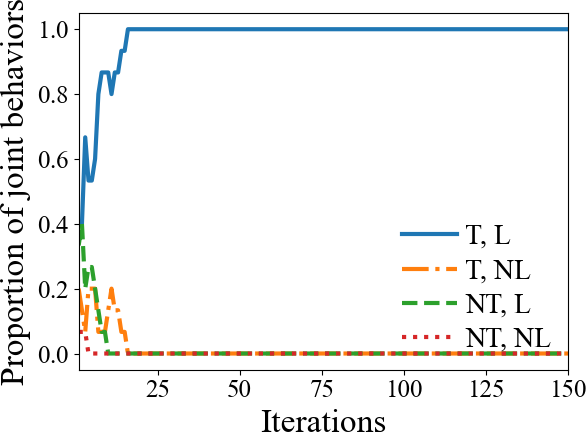 Proportion of joint behaviors
1.0
0.8
0.6
0.4
0.2
0.0
T, L
T, NL
NT, L
NT, NL
25 50 75 100 125 150
Iterations